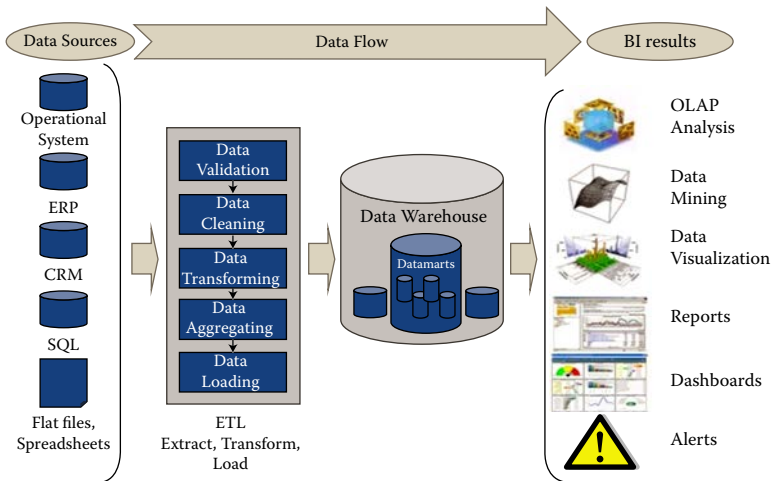 Data Sources
Data Flow
BI results
Operational
System
ERP
CRM
SQL
Flat files,
Spreadsheets
Data
Validation
Data
Cleaning
Data
Transforming
Data
Aggregating
Data
Loading
ETL
Extract, Transform,
Load
Data Warehouse
Datamarts
OLAP
Analysis
Data
Mining
Data
Visualization
Reports
Dashboards
Alerts